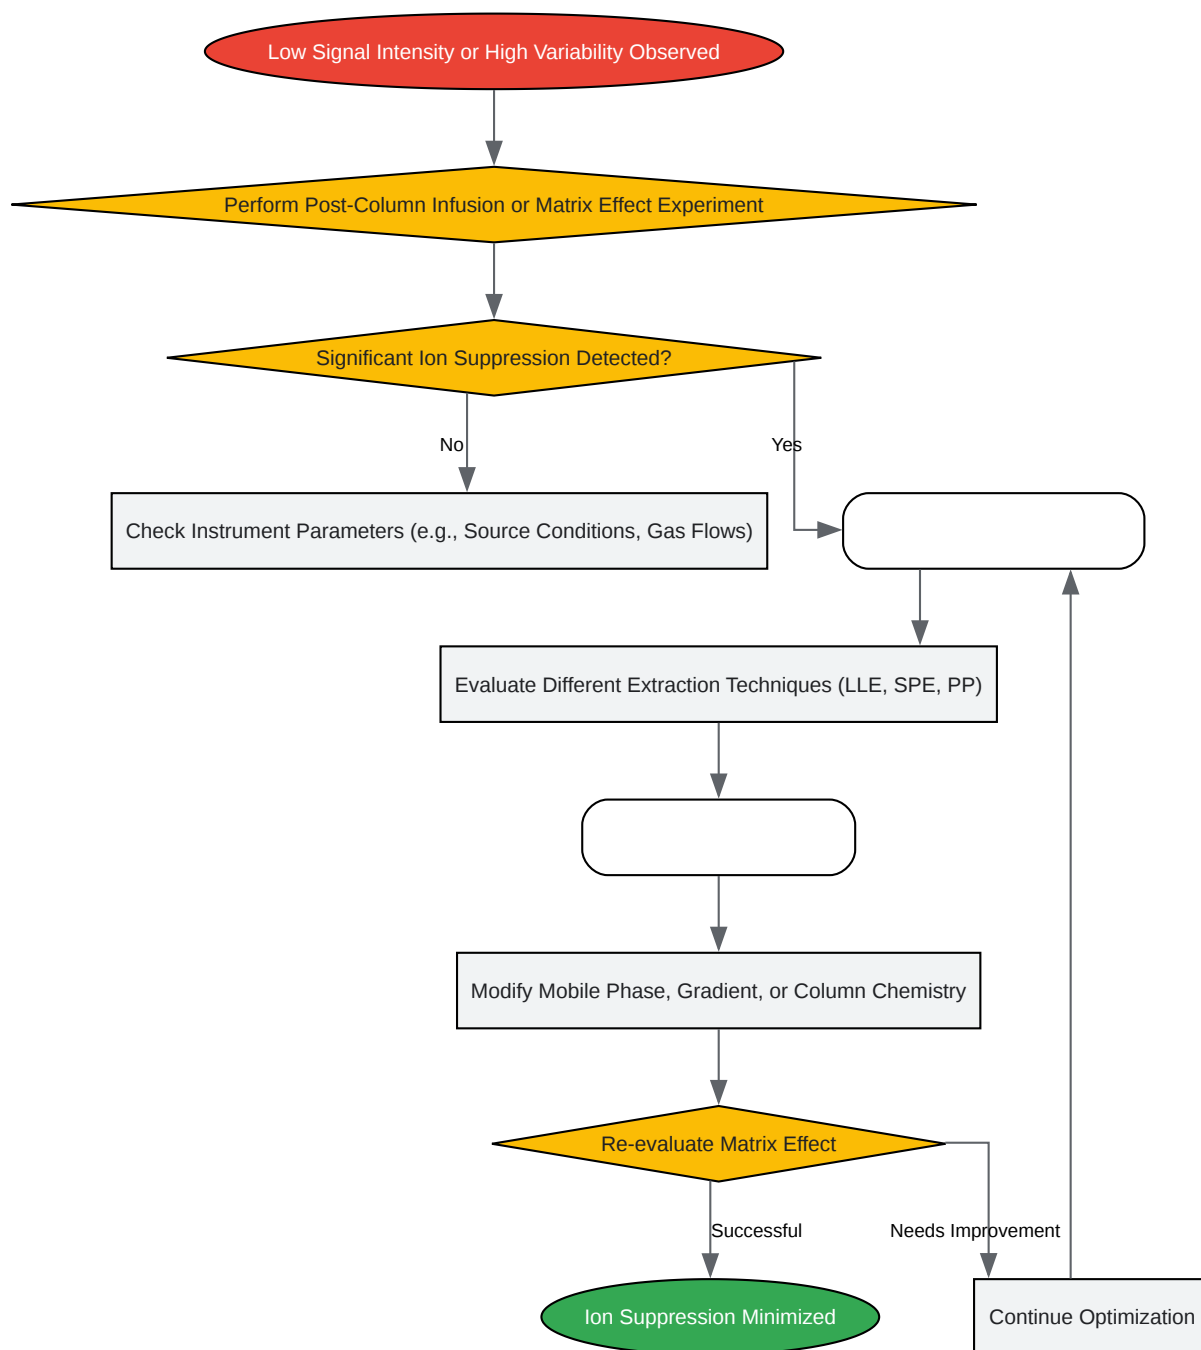 Low Signal Intensity or High Variability Observed
Perform Post-Column Infusion or Matrix Effect Experiment
Significant Ion Suppression Detected?
No
Yes
Check Instrument Parameters (e.g., Source Conditions, Gas Flows)
Evaluate Different Extraction Techniques (LLE, SPE, PP)
Modify Mobile Phase, Gradient, or Column Chemistry
Re-evaluate Matrix Effect
Successful
Needs Improvement
Ion Suppression Minimized
Continue Optimization